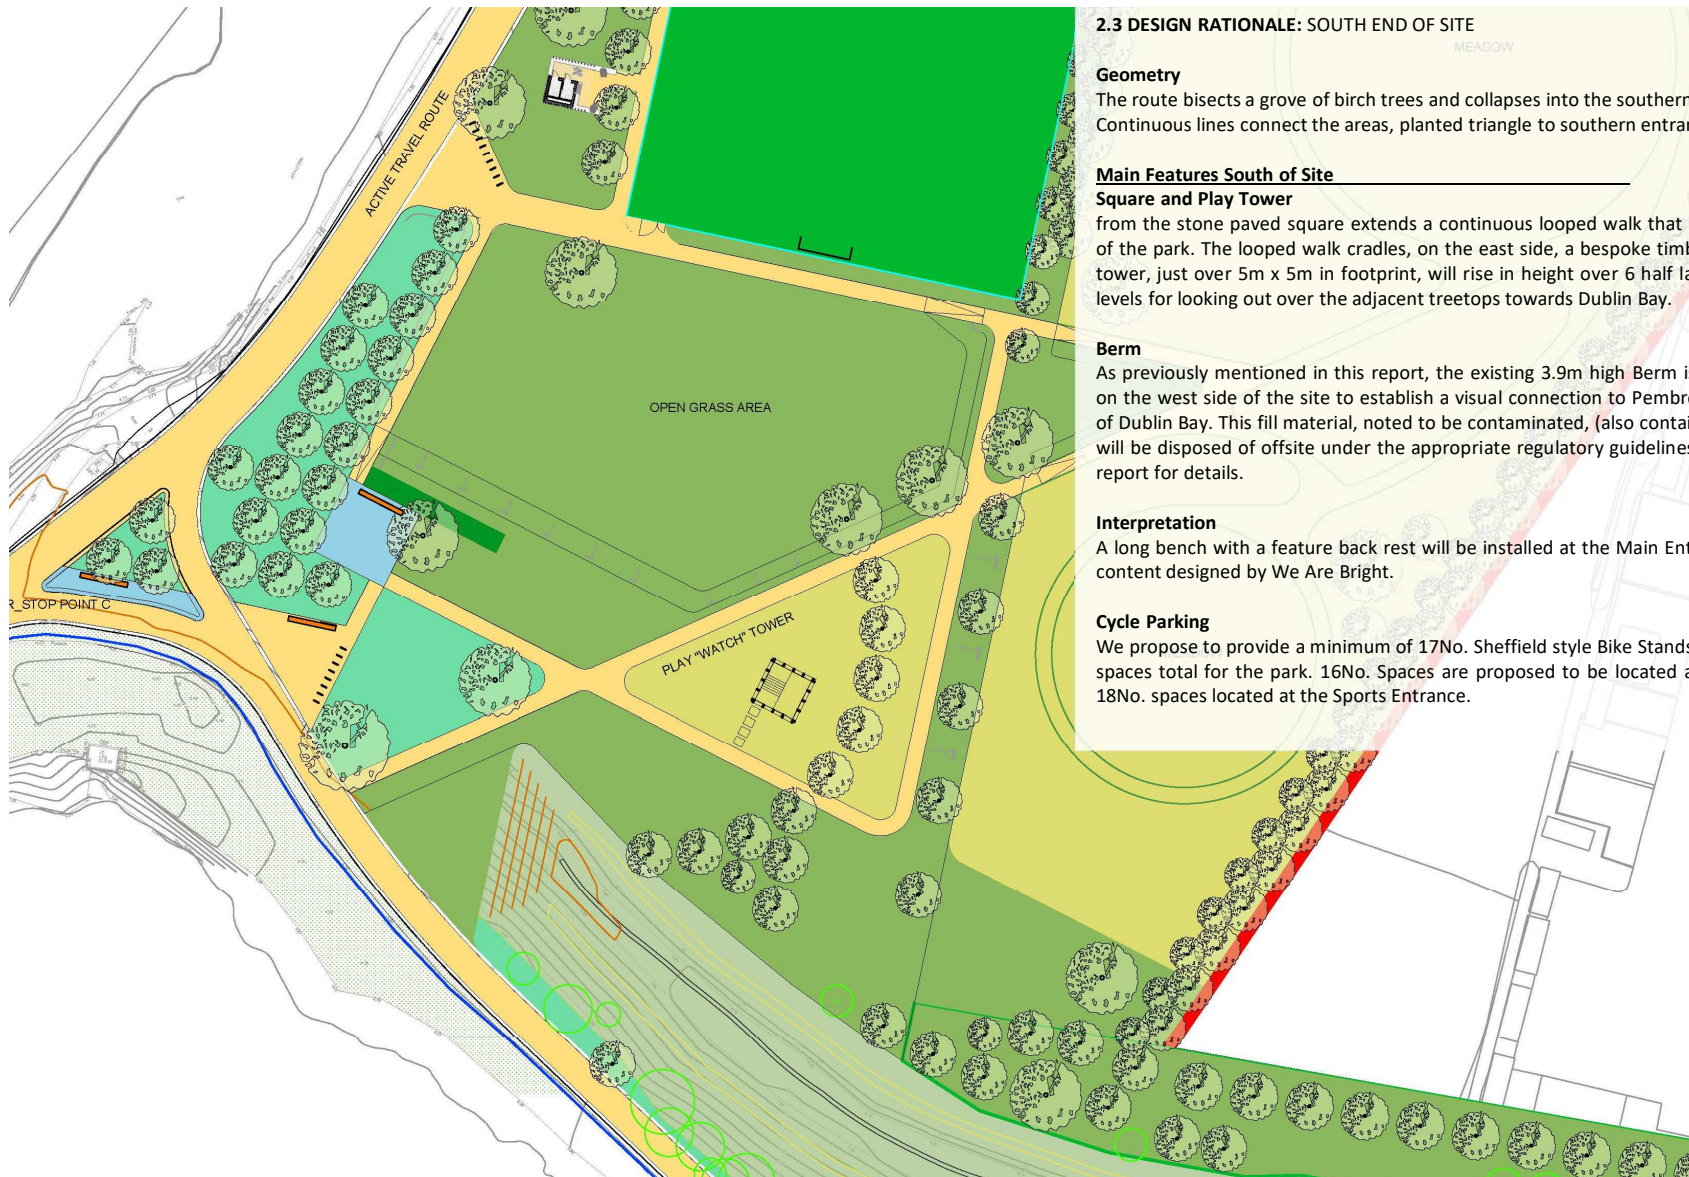 2.3 DESIGN RATIONALE: SOUTH END OF SITE
MEADOW
Geometry
The route bisects a grove of birch trees and collapses into the southern
Continuous lines connect the areas, planted triangle to southern
Main Features South of Site
Square and Play Tower
from the stone paved square extends a continuous looped walk that
of the park. The looped walk cradles, on the east side, a bespoke
tower, just over 5m x 5m in footprint, will rise in height over 6 half
levels for looking out over the adjacent treetops towards Dublin Bay.
Berm
As previously mentioned in this report, the existing 3.9m high Berm
on the west side of the site to establish a visual connection to
of Dublin Bay. This fill material, noted to be contaminated, (also
will be disposed of offsite under the appropriate regulatory guidelines
report for details.
Interpretation
A long bench with a feature back rest will be installed at the Main
content designed by We Are Bright.
Cycle Parking
We propose to provide a minimum of 17No. Sheffield style Bike Stands
spaces total for the park. 16No. Spaces are proposed to be located
18No. spaces located at the Sports Entrance.
ACTIVE TRAVEL ROUTE
OPEN GRASS AREA
PLAY "WATCH" TOWER
R_STOP POINT C